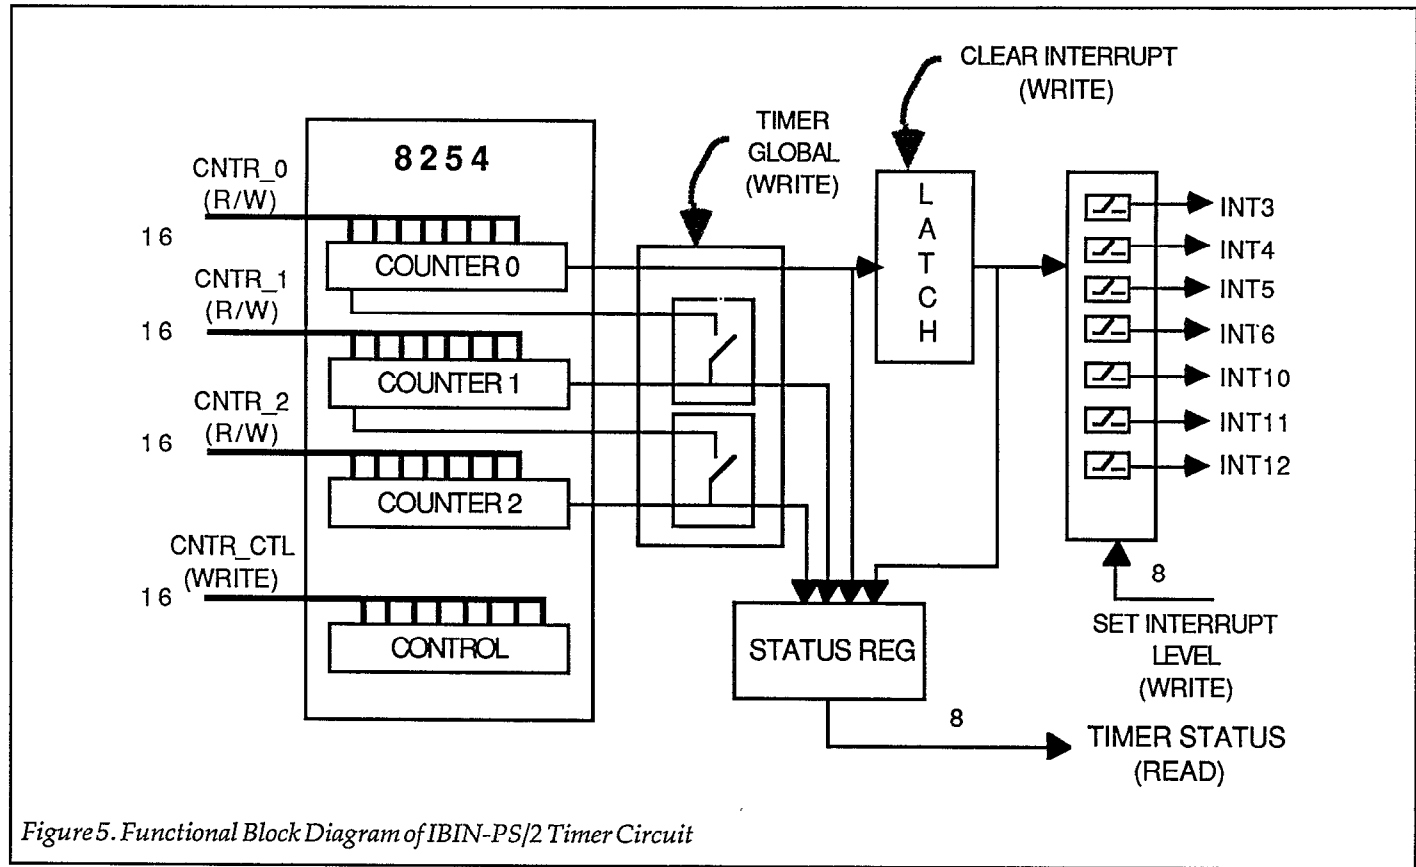 CLEAR INTERRUPT
(WRITE)
TIMER
GLOBAL
(WRITE)
8254
CNTR_0
(R/W)
16
COUNTER 0
CNTR_1
(R/W)
16
COUNTER 1
CNTR_2
(R/W)
16
COUNTER 2
CNTR_CTL
(WRITE)
16
CONTROL
L
A
T
C
H
INT3
INT4
INT5
INT6
INT10
INT11
INT12
8
SET INTERRUPT
LEVEL
(WRITE)
STATUS REG
8
TIMER STATUS
(READ)
Figure 5. Functional Block Diagram of IBIN-PS/2 Timer Circuit